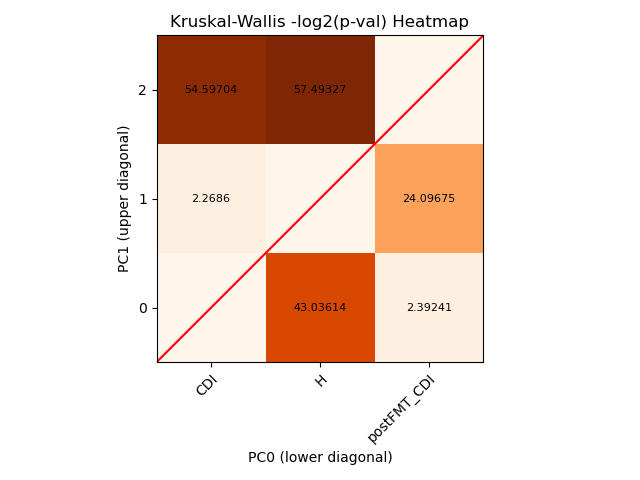 Kruskal-Wallis -log2(p-val) Heatmap
PC1 (upper diagonal)
2
54.59704
57.49327
1
2.2686
24.09675
0
43.03614
2.39241
CDI
H
postFMT_CDI
PC0 (lower diagonal)